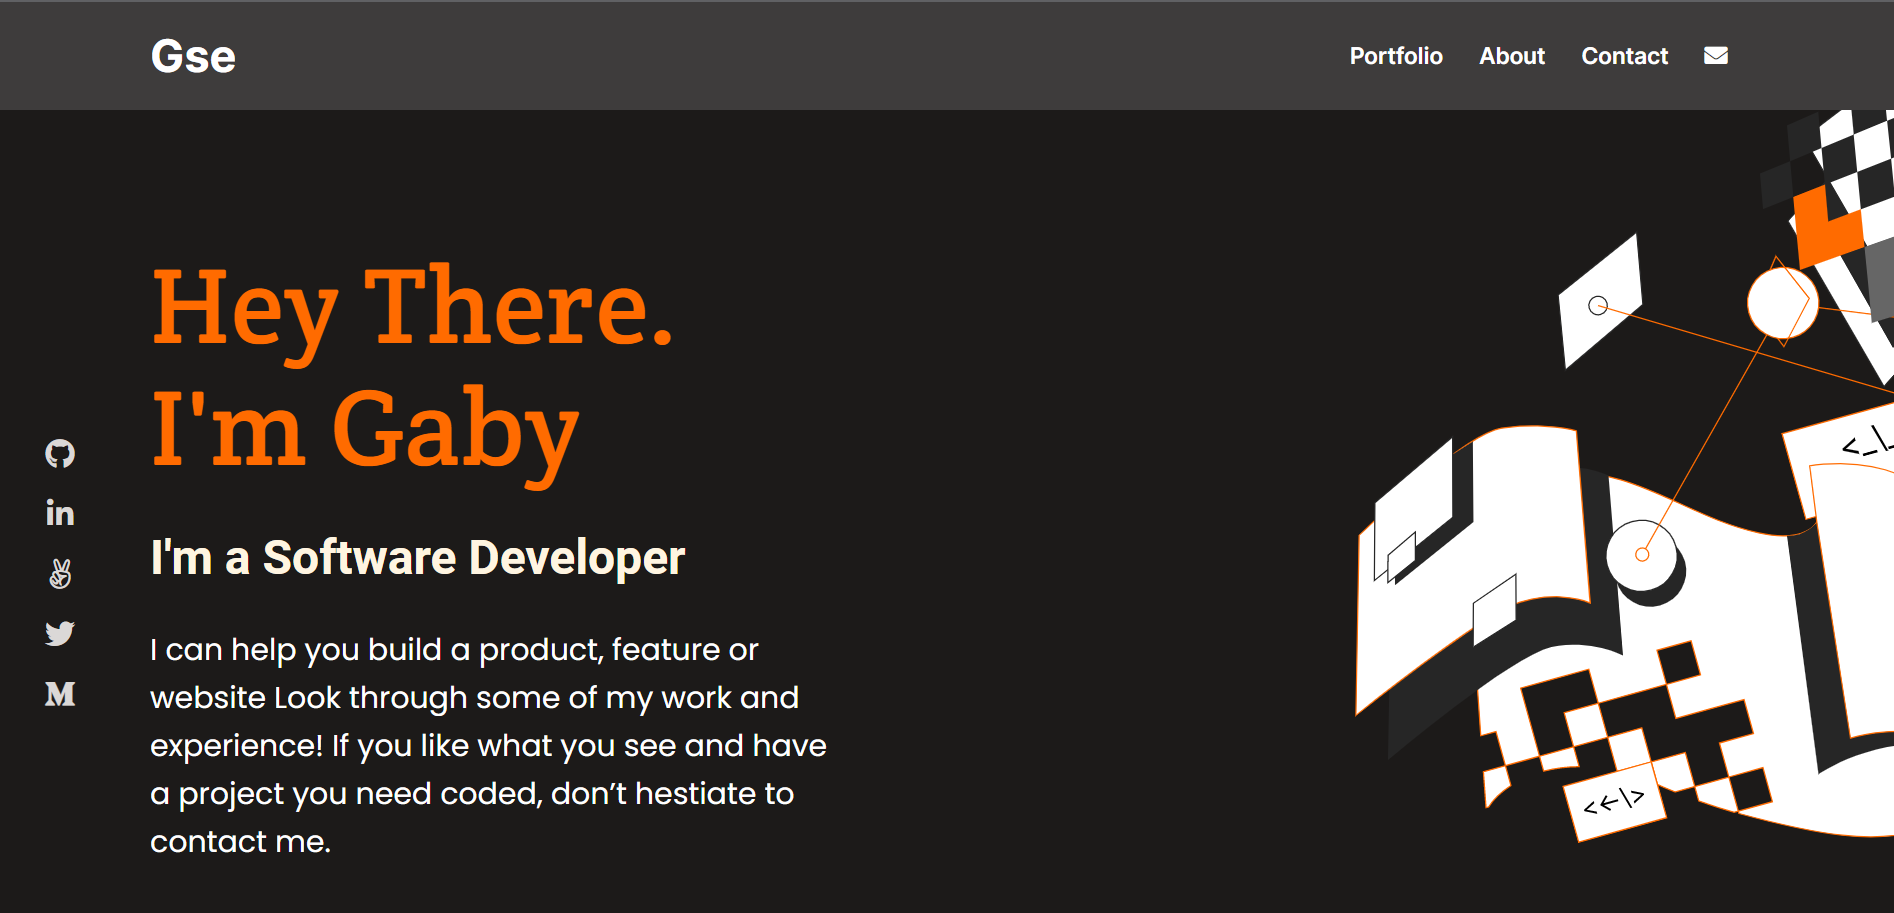 Gse
Portfolio About Contact
Hey There.
I'm Gaby
I'm a Software Developer
I can help you build a product, feature or
website Look through some of my work and
experience! If you like what you see and have
a project you need coded, don’t hestiate to
contact me.
<←\>